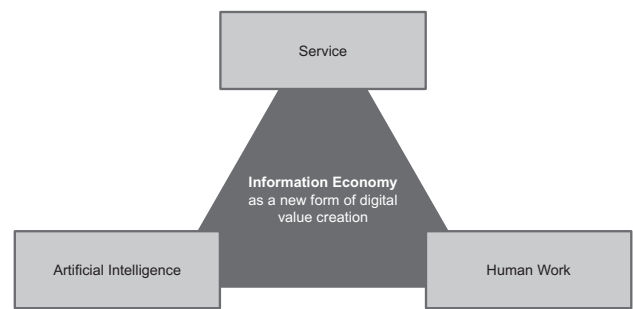 Service
Information Economy
as a new form of digital
value creation
Artificial Intelligence
Human Work